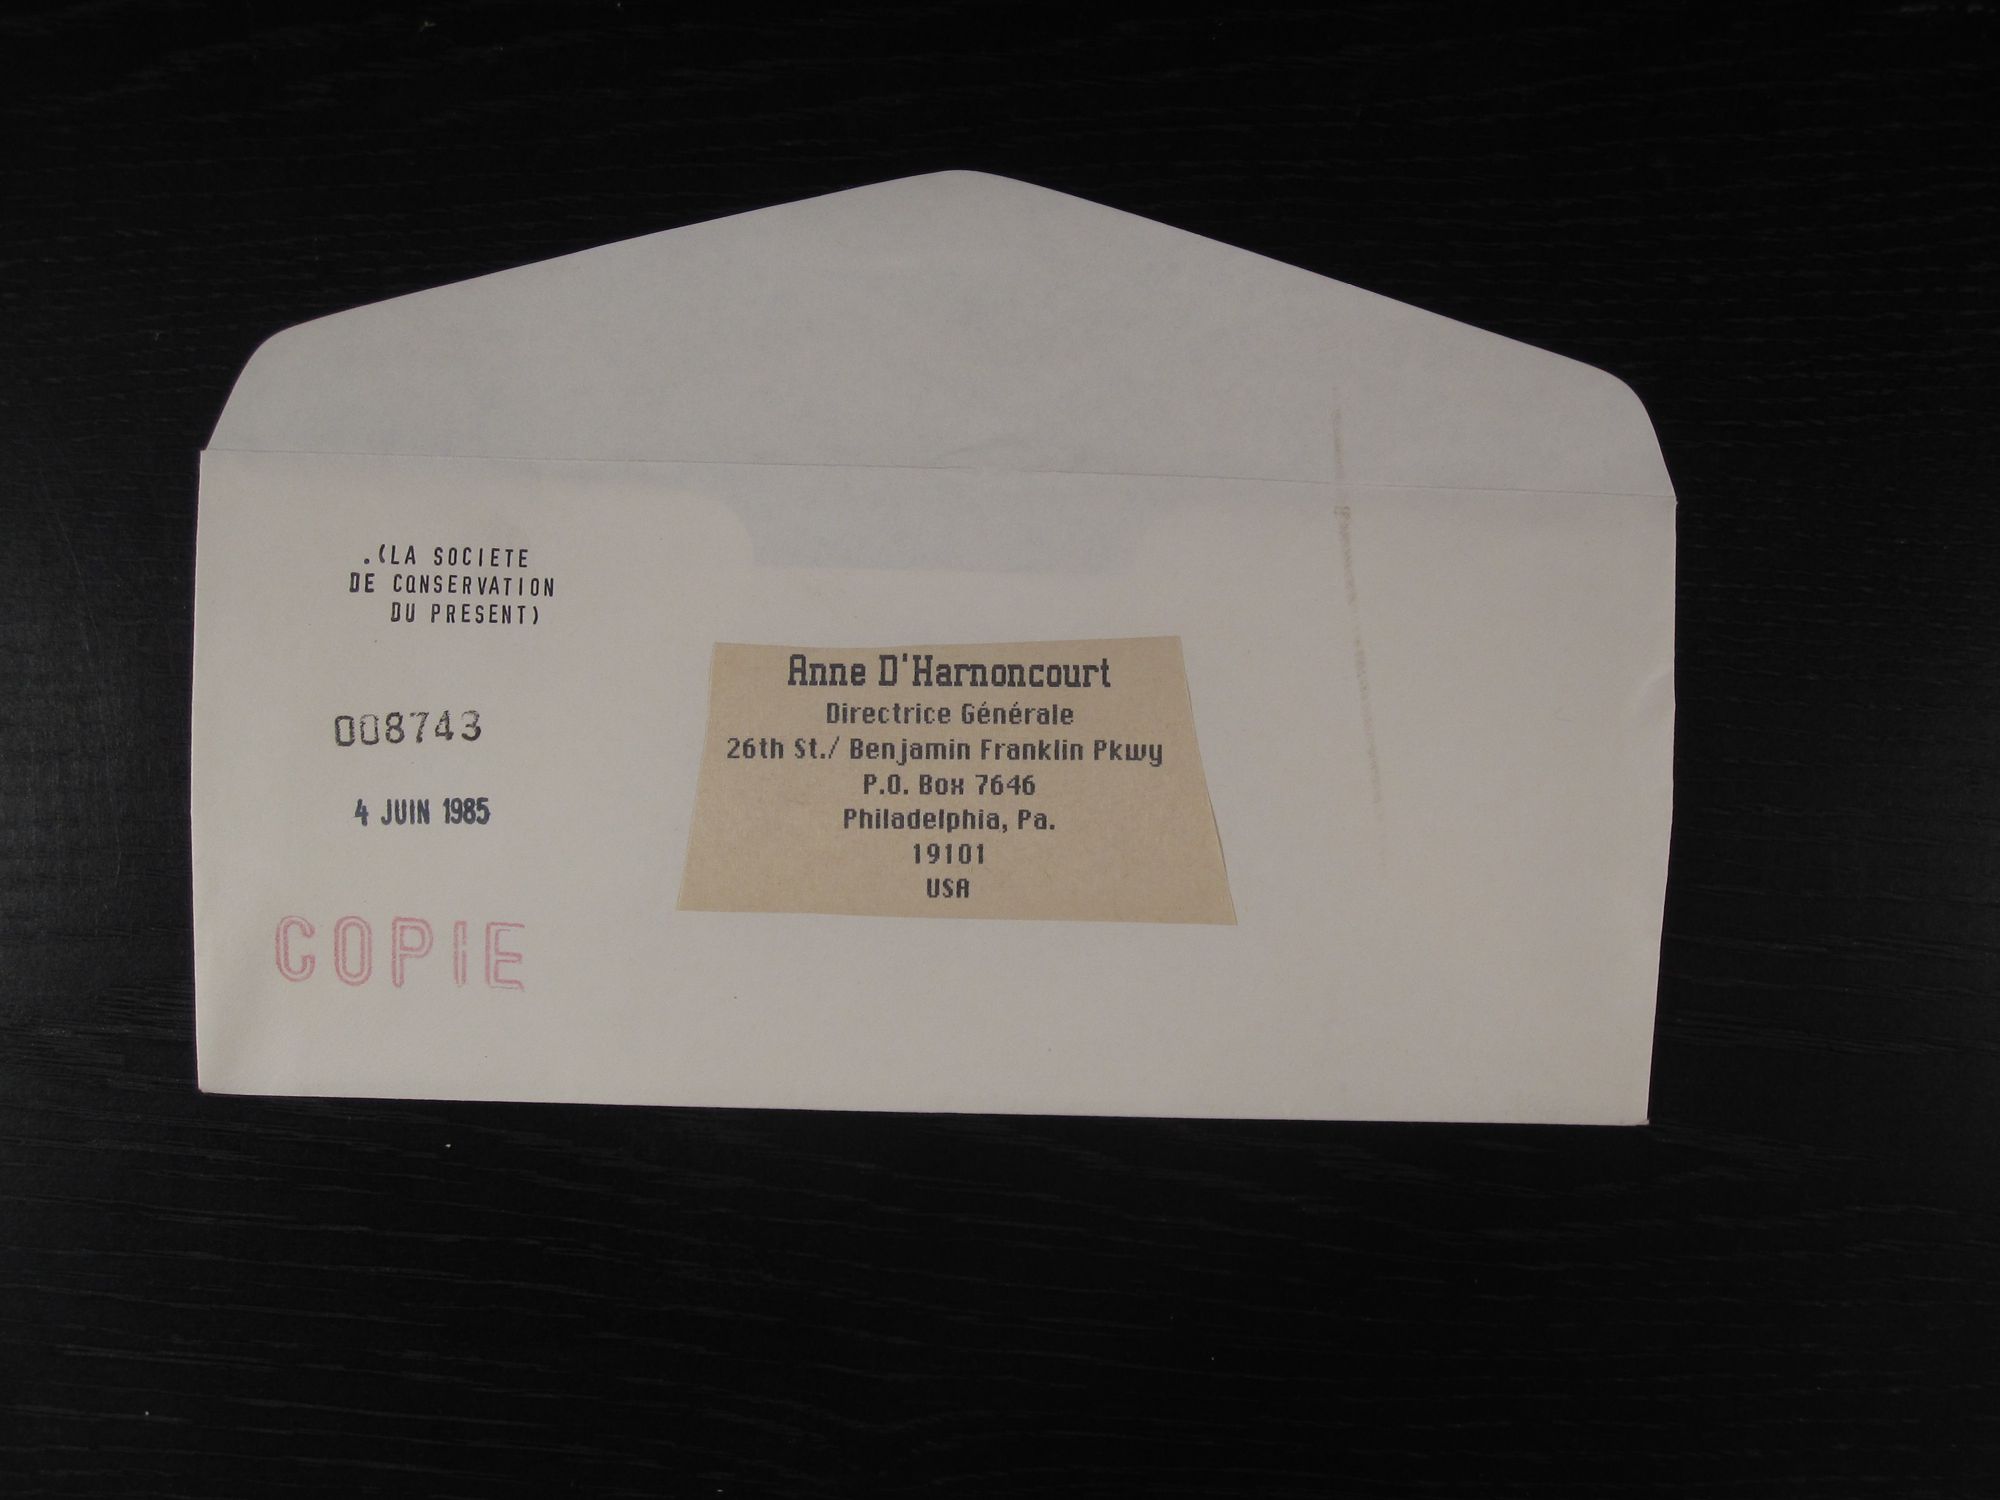 .(LA SOCIETE
DE CONSERVATION
DU PRESENT)
008743
4 JUIN 1985
COPIE
Anne D'Harnoncourt
Directrice Générale
26th St./ Benjamin Franklin Pkwy
P.O. Box 7646
Philadelphia, Pa.
19101
USA